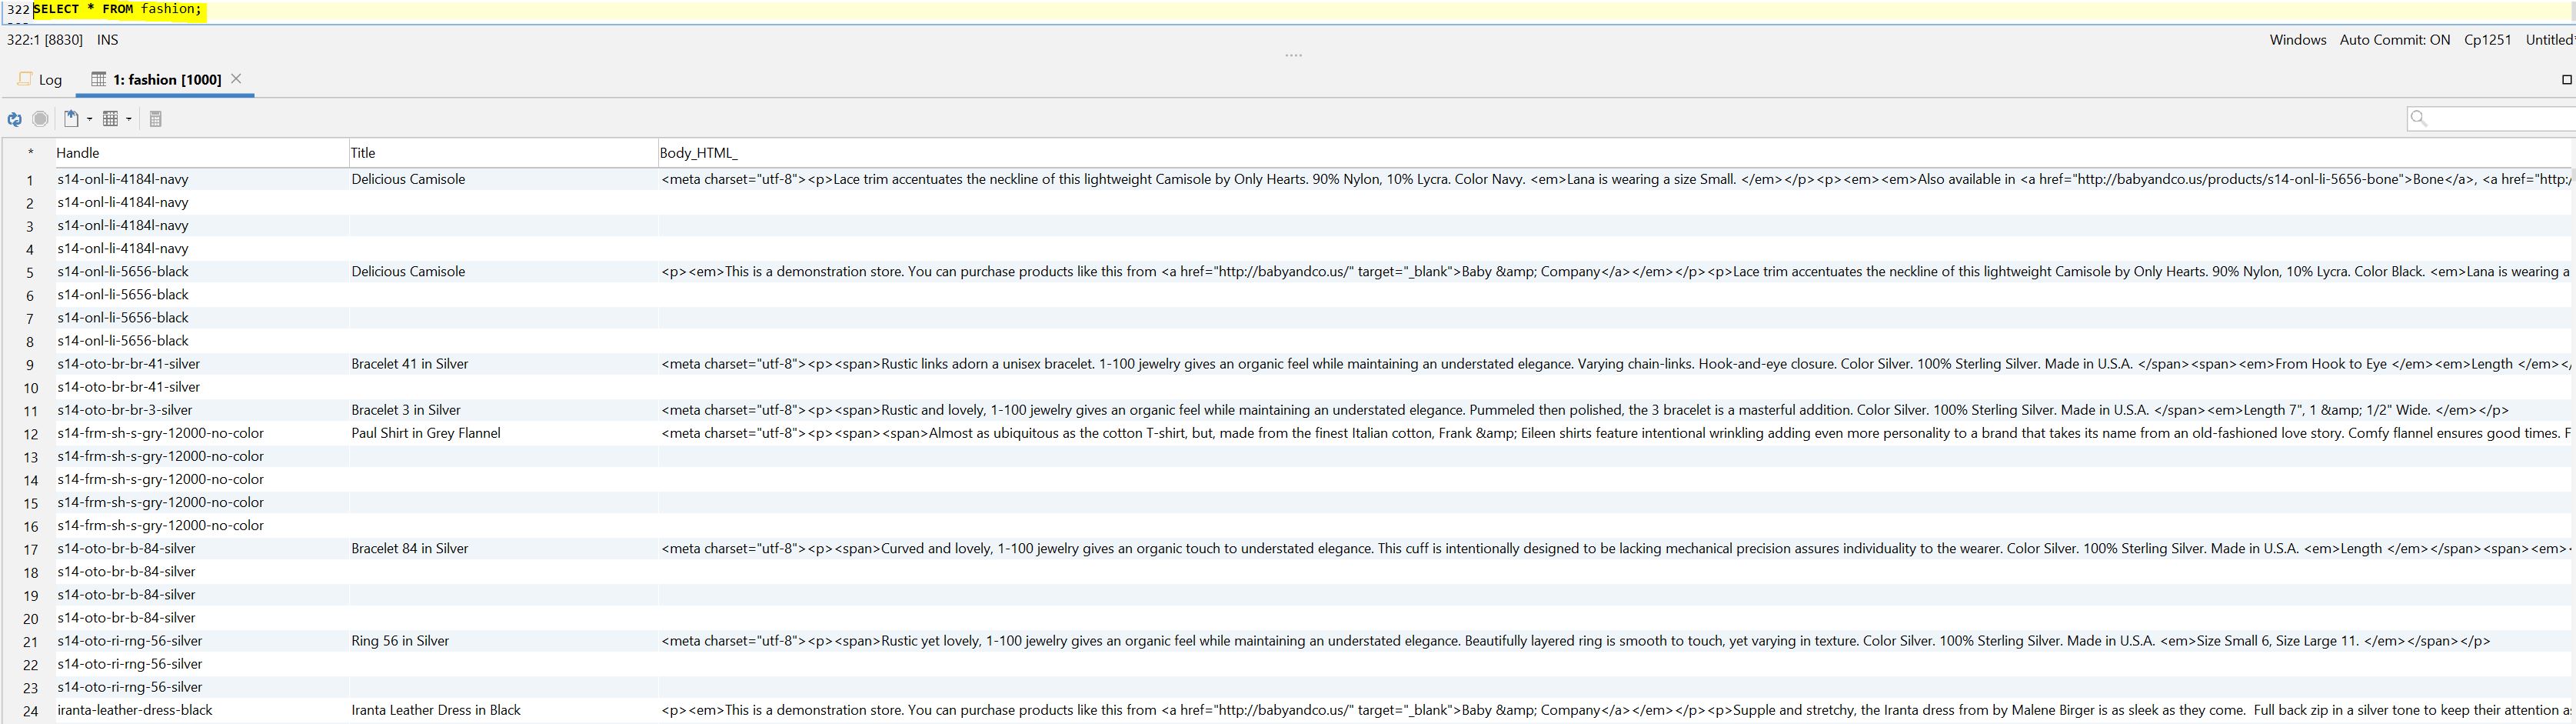 322 SELECT * FROM fashion;
322:1 [8830] INS Windows Auto Commit: ON Cp1251 Untitled
Log 1: fashion [1000]
* Handle Title Body_HTML_
1 s14-onl-li-4184l-navy Delicious Camisole <meta charset="utf-8"><p>Lace trim accentuates the neckline of this lightweight Camisole by Only Hearts. 90% Nylon, 10% Lycra. Color Navy. <em>Lana is wearing a size Small. </em></p><p><em><em>Also available in <a href="http://babyandco.us/products/s14-onl-li-5656-bone">Bone</a>, <a href="http:/
2 s14-onl-li-4184l-navy
3 s14-onl-li-4184l-navy
4 s14-onl-li-4184l-navy
5 s14-onl-li-5656-black Delicious Camisole <p><em>This is a demonstration store. You can purchase products like this from <a href="http://babyandco.us/" target="_blank">Baby &amp; Company</a></em></p><p>Lace trim accentuates the neckline of this lightweight Camisole by Only Hearts. 90% Nylon, 10% Lycra. Color Black. <em>Lana is wearing a
6 s14-onl-li-5656-black
7 s14-onl-li-5656-black
8 s14-onl-li-5656-black
9 s14-oto-br-br-41-silver Bracelet 41 in Silver <meta charset="utf-8"><p><span>Rustic links adorn a unisex bracelet. 1-100 jewelry gives an organic feel while maintaining an understated elegance. Varying chain-links. Hook-and-eye closure. Color Silver. 100% Sterling Silver. Made in U.S.A. </span><span><em>From Hook to Eye </em><em>Length </em></
10 s14-oto-br-br-41-silver
11 s14-oto-br-br-3-silver Bracelet 3 in Silver <meta charset="utf-8"><p><span>Rustic and lovely, 1-100 jewelry gives an organic feel while maintaining an understated elegance. Pummeled then polished, the 3 bracelet is a masterful addition. Color Silver. 100% Sterling Silver. Made in U.S.A. </span><em>Length 7", 1 &amp; 1/2" Wide. </em></p>
12 s14-frm-sh-s-gry-12000-no-color Paul Shirt in Grey Flannel <meta charset="utf-8"><p><span><span>Almost as ubiquitous as the cotton T-shirt, but, made from the finest Italian cotton, Frank &amp; Eileen shirts feature intentional wrinkling adding even more personality to a brand that takes its name from an old-fashioned love story. Comfy flannel ensures good times. F
13 s14-frm-sh-s-gry-12000-no-color
14 s14-frm-sh-s-gry-12000-no-color
15 s14-frm-sh-s-gry-12000-no-color
16 s14-frm-sh-s-gry-12000-no-color
17 s14-oto-br-b-84-silver Bracelet 84 in Silver <meta charset="utf-8"><p><span>Curved and lovely, 1-100 jewelry gives an organic touch to understated elegance. This cuff is intentionally designed to be lacking mechanical precision assures individuality to the wearer. Color Silver. 100% Sterling Silver. Made in U.S.A. <em>Length </em></span><span><em>
18 s14-oto-br-b-84-silver
19 s14-oto-br-b-84-silver
20 s14-oto-br-b-84-silver
21 s14-oto-ri-rng-56-silver Ring 56 in Silver <meta charset="utf-8"><p><span>Rustic yet lovely, 1-100 jewelry gives an organic feel while maintaining an understated elegance. Beautifully layered ring is smooth to touch, yet varying in texture. Color Silver. 100% Sterling Silver. Made in U.S.A. <em>Size Small 6, Size Large 11. </em></span></p>
22 s14-oto-ri-rng-56-silver
23 s14-oto-ri-rng-56-silver
24 iranta-leather-dress-black Iranta Leather Dress in Black <p><em>This is a demonstration store. You can purchase products like this from <a href="http://babyandco.us/" target="_blank">Baby &amp; Company</a></em></p><p>Supple and stretchy, the Iranta dress from by Malene Birger is as sleek as they come. Full back zip in a silver tone to keep their attention a